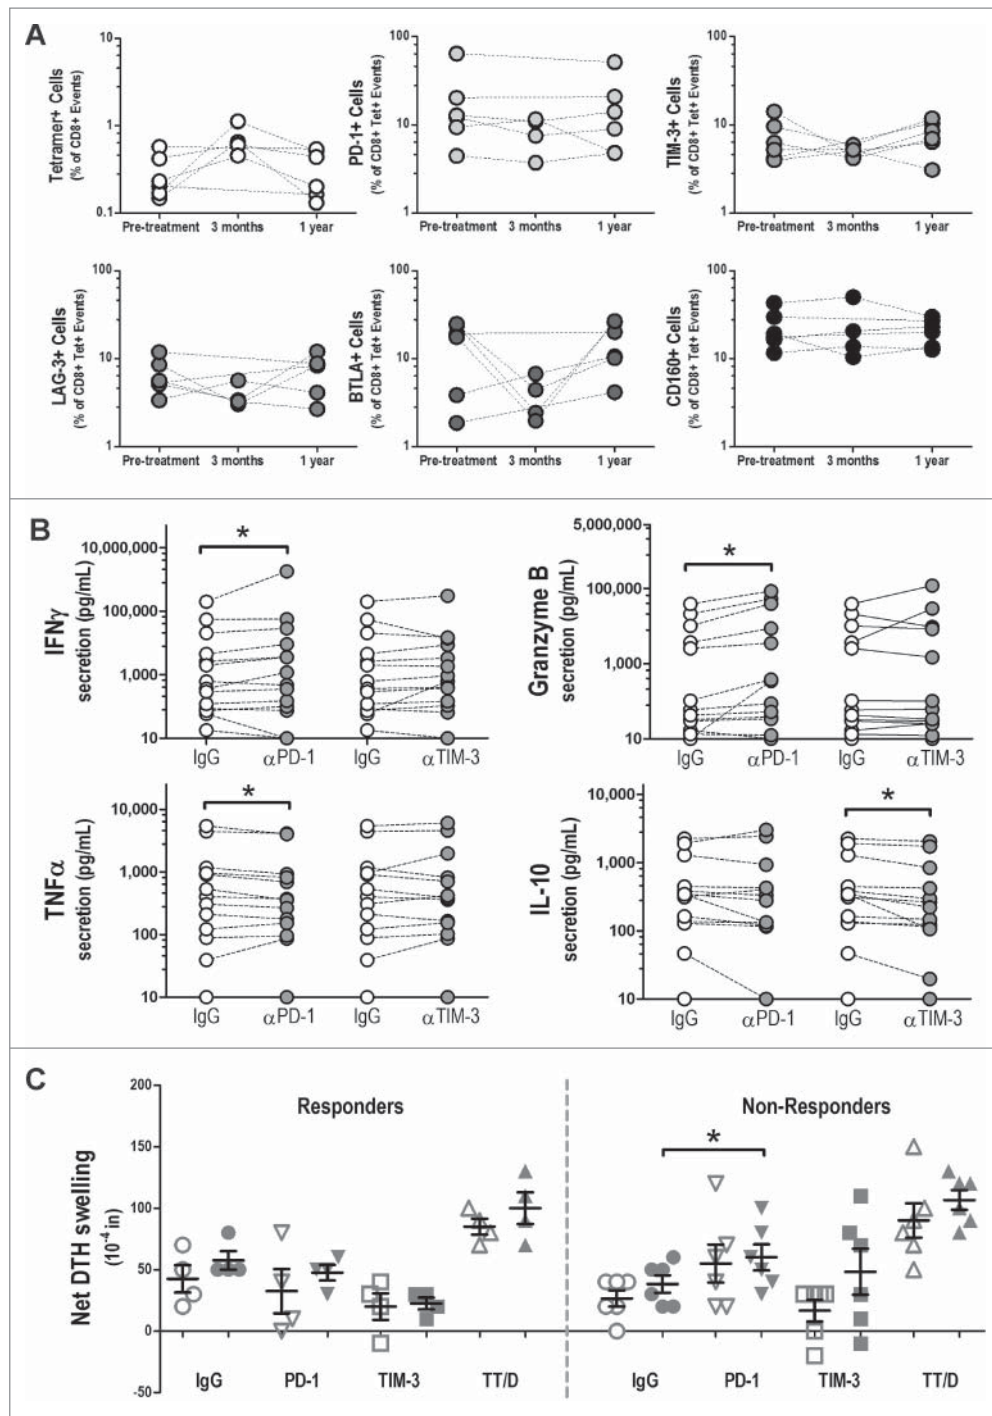 A
Tetramer+ Cells
(% of CD8+ Events)
10
1
0.1
Pre-treatment 3 months 1 year
PD-1+ Cells
(% of CD8+ Tet+ Events)
100
10
1
Pre-treatment 3 months 1 year
TIM-3+ Cells
(% of CD8+ Tet+ Events)
100
10
1
Pre-treatment 3 months 1 year
LAG-3+ Cells
(% of CD8+ Tet+ Events)
100
10
1
Pre-treatment 3 months 1 year
BTLA+ Cells
(% of CD8+ Tet+ Events)
100
10
1
Pre-treatment 3 months 1 year
CD160+ Cells
(% of CD8+ Tet+ Events)
100
10
1
Pre-treatment 3 months 1 year
B
IFNγ
secretion (pg/mL)
10,000,000
100,000
1,000
10
*
IgG αPD-1 IgG αTIM-3
Granzyme B
secretion (pg/mL)
5,000,000
100,000
1,000
10
*
IgG αPD-1 IgG αTIM-3
TNFα
secretion (pg/mL)
10,000
1,000
100
10
*
IgG αPD-1 IgG αTIM-3
IL-10
secretion (pg/mL)
10,000
1,000
100
10
*
IgG αPD-1 IgG αTIM-3
C
Net DTH swelling
(10⁻⁴ in)
200
150
100
50
0
-50
Responders
Non-Responders
*
IgG PD-1 TIM-3 TT/D IgG PD-1 TIM-3 TT/D